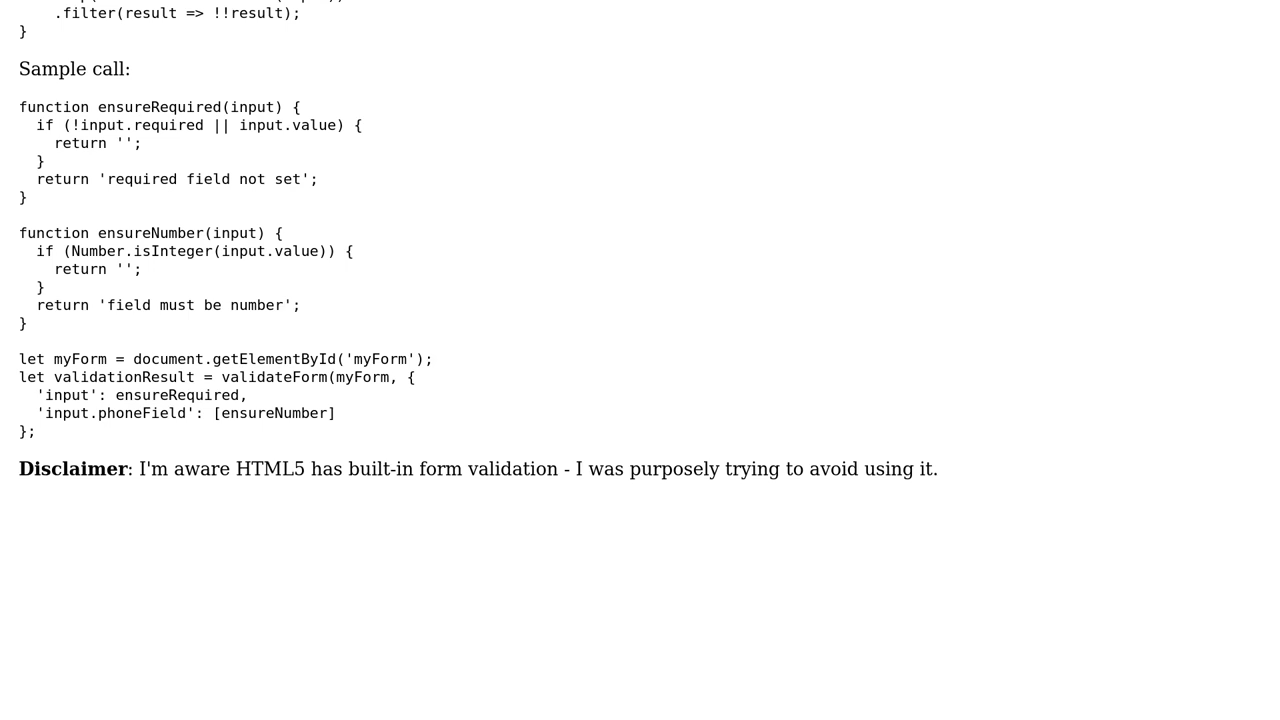 .filter(result => !!result);
}
Sample call:
function ensureRequired(input) {
  if (!input.required || input.value) {
    return '';
  }
  return 'required field not set';
}
function ensureNumber(input) {
  if (Number.isInteger(input.value)) {
    return '';
  }
  return 'field must be number';
}
let myForm = document.getElementById('myForm');
let validationResult = validateForm(myForm, {
  'input': ensureRequired,
  'input.phoneField': [ensureNumber]
};
Disclaimer: I'm aware HTML5 has built-in form validation - I was purposely trying to avoid using it.